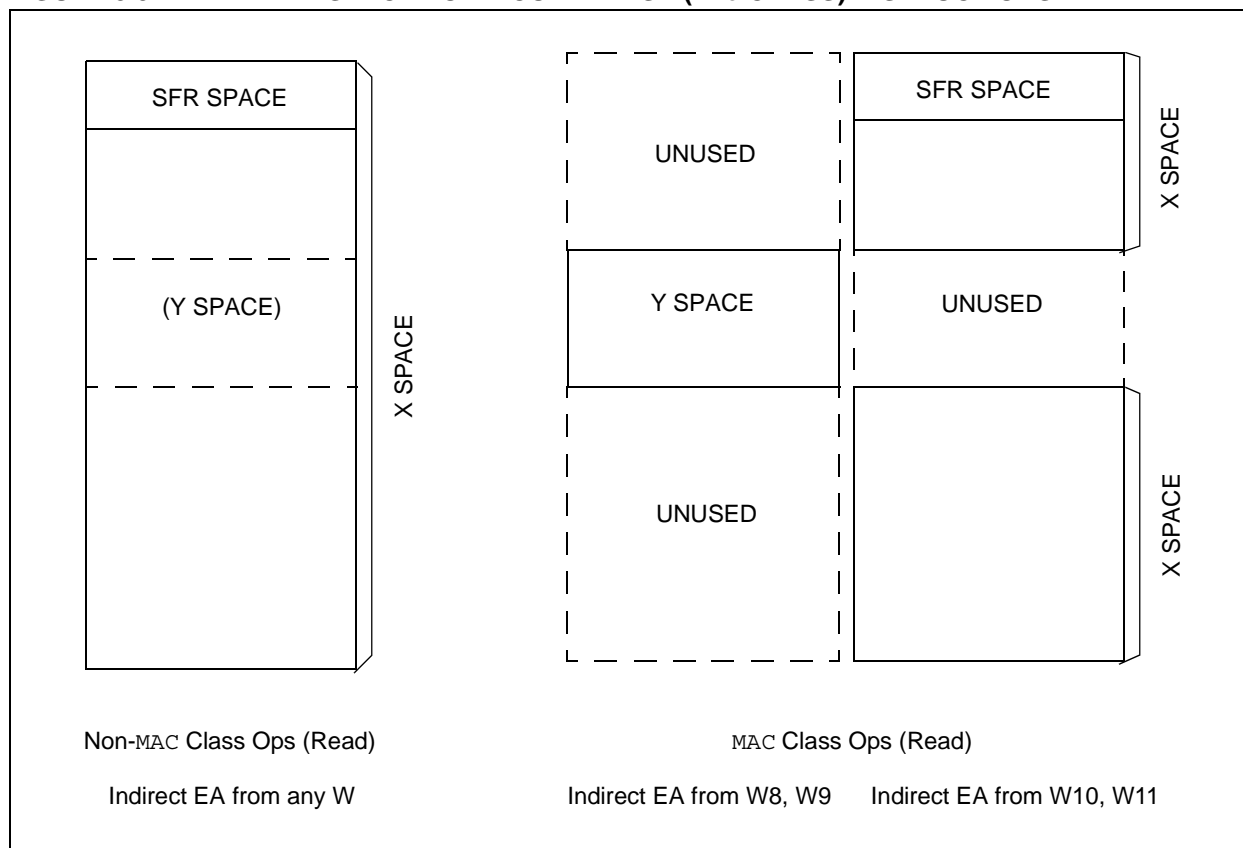 SFR SPACE
(Y SPACE)
X SPACE
UNUSED
Y SPACE
UNUSED
SFR SPACE
UNUSED
X SPACE
X SPACE
Non-MAC Class Ops (Read)
MAC Class Ops (Read)
Indirect EA from any W
Indirect EA from W8, W9
Indirect EA from W10, W11